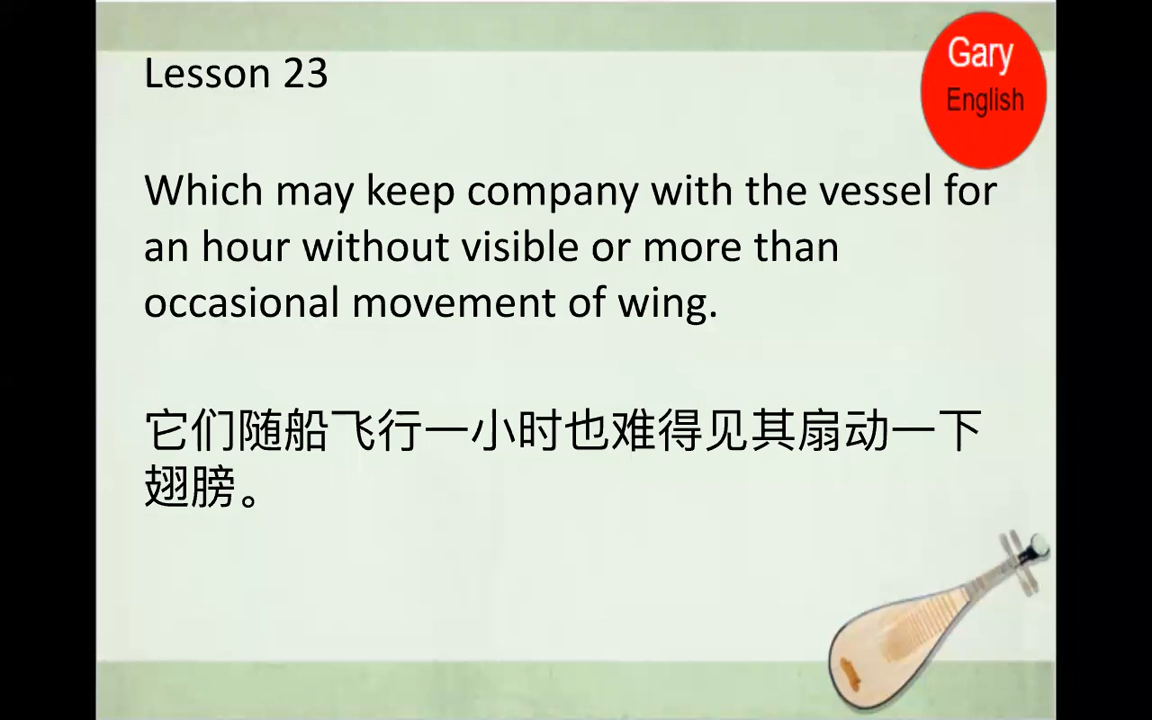 Lesson 23
Gary
English
Which may keep company with the vessel for
an hour without visible or more than
occasional movement of wing.
它们随船飞行一小时也难得见其扇动一下
翅膀。